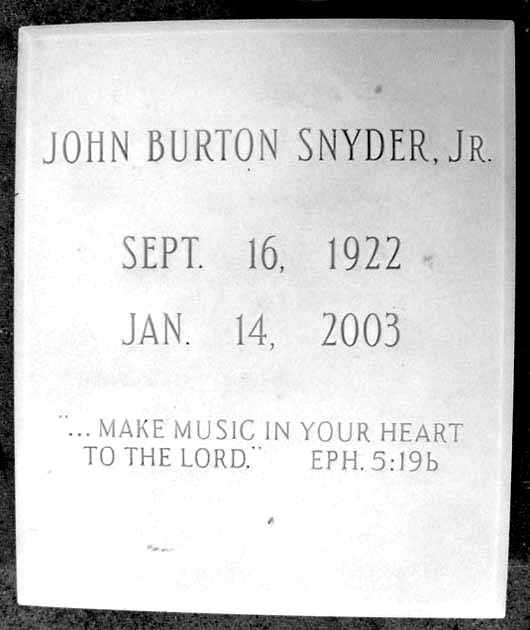 JOHN BURTON SNYDER, JR.
SEPT. 16, 1922
JAN. 14, 2003
"... MAKE MUSIC IN YOUR HEART
TO THE LORD." EPH. 5:19b